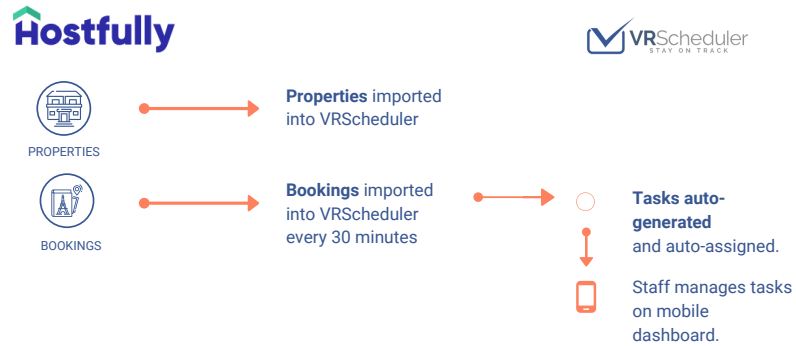 Hostfully
VRScheduler
STAY ON TRACK
PROPERTIES
Properties imported
into VRScheduler
BOOKINGS
Bookings imported
into VRScheduler
every 30 minutes
Tasks auto-
generated
and auto-assigned.
Staff manages tasks
on mobile
dashboard.